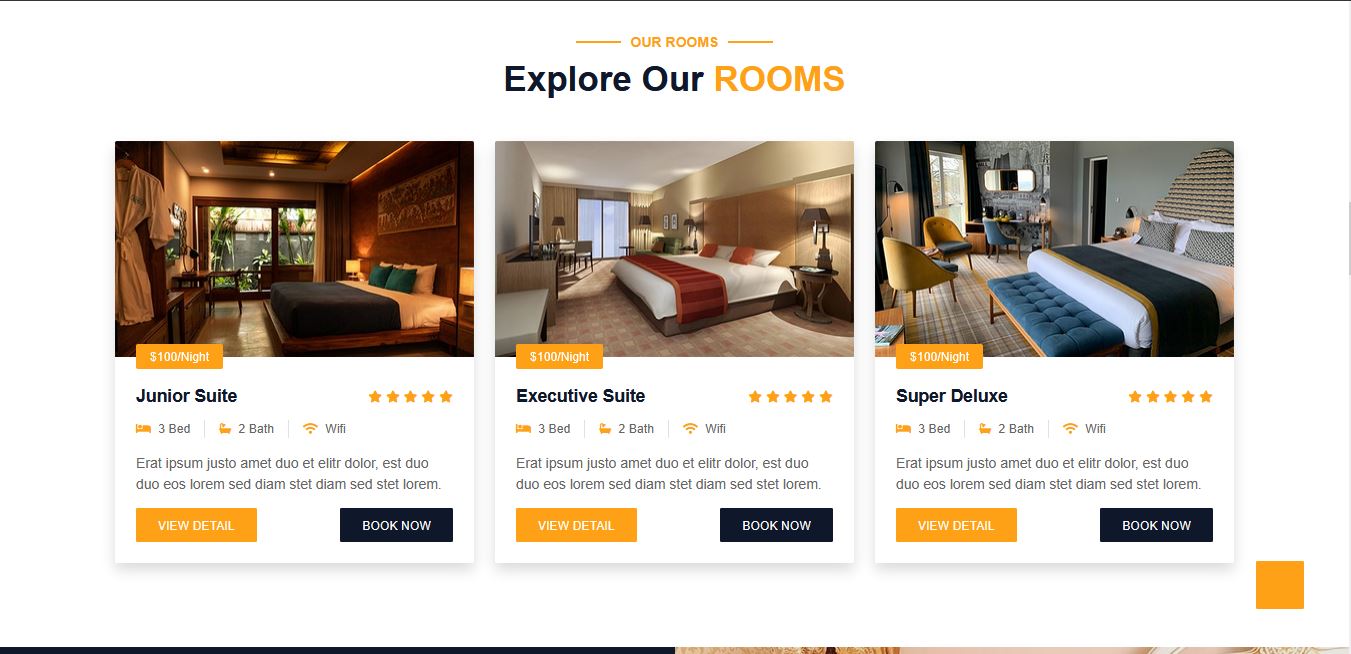 OUR ROOMS
Explore Our ROOMS
$100/Night
Junior Suite
3 Bed
2 Bath
Wifi
Erat ipsum justo amet duo et elitr dolor, est duo
duo eos lorem sed diam stet diam sed stet lorem.
VIEW DETAIL
BOOK NOW
$100/Night
Executive Suite
3 Bed
2 Bath
Wifi
Erat ipsum justo amet duo et elitr dolor, est duo
duo eos lorem sed diam stet diam sed stet lorem.
VIEW DETAIL
BOOK NOW
$100/Night
Super Deluxe
3 Bed
2 Bath
Wifi
Erat ipsum justo amet duo et elitr dolor, est duo
duo eos lorem sed diam stet diam sed stet lorem.
VIEW DETAIL
BOOK NOW